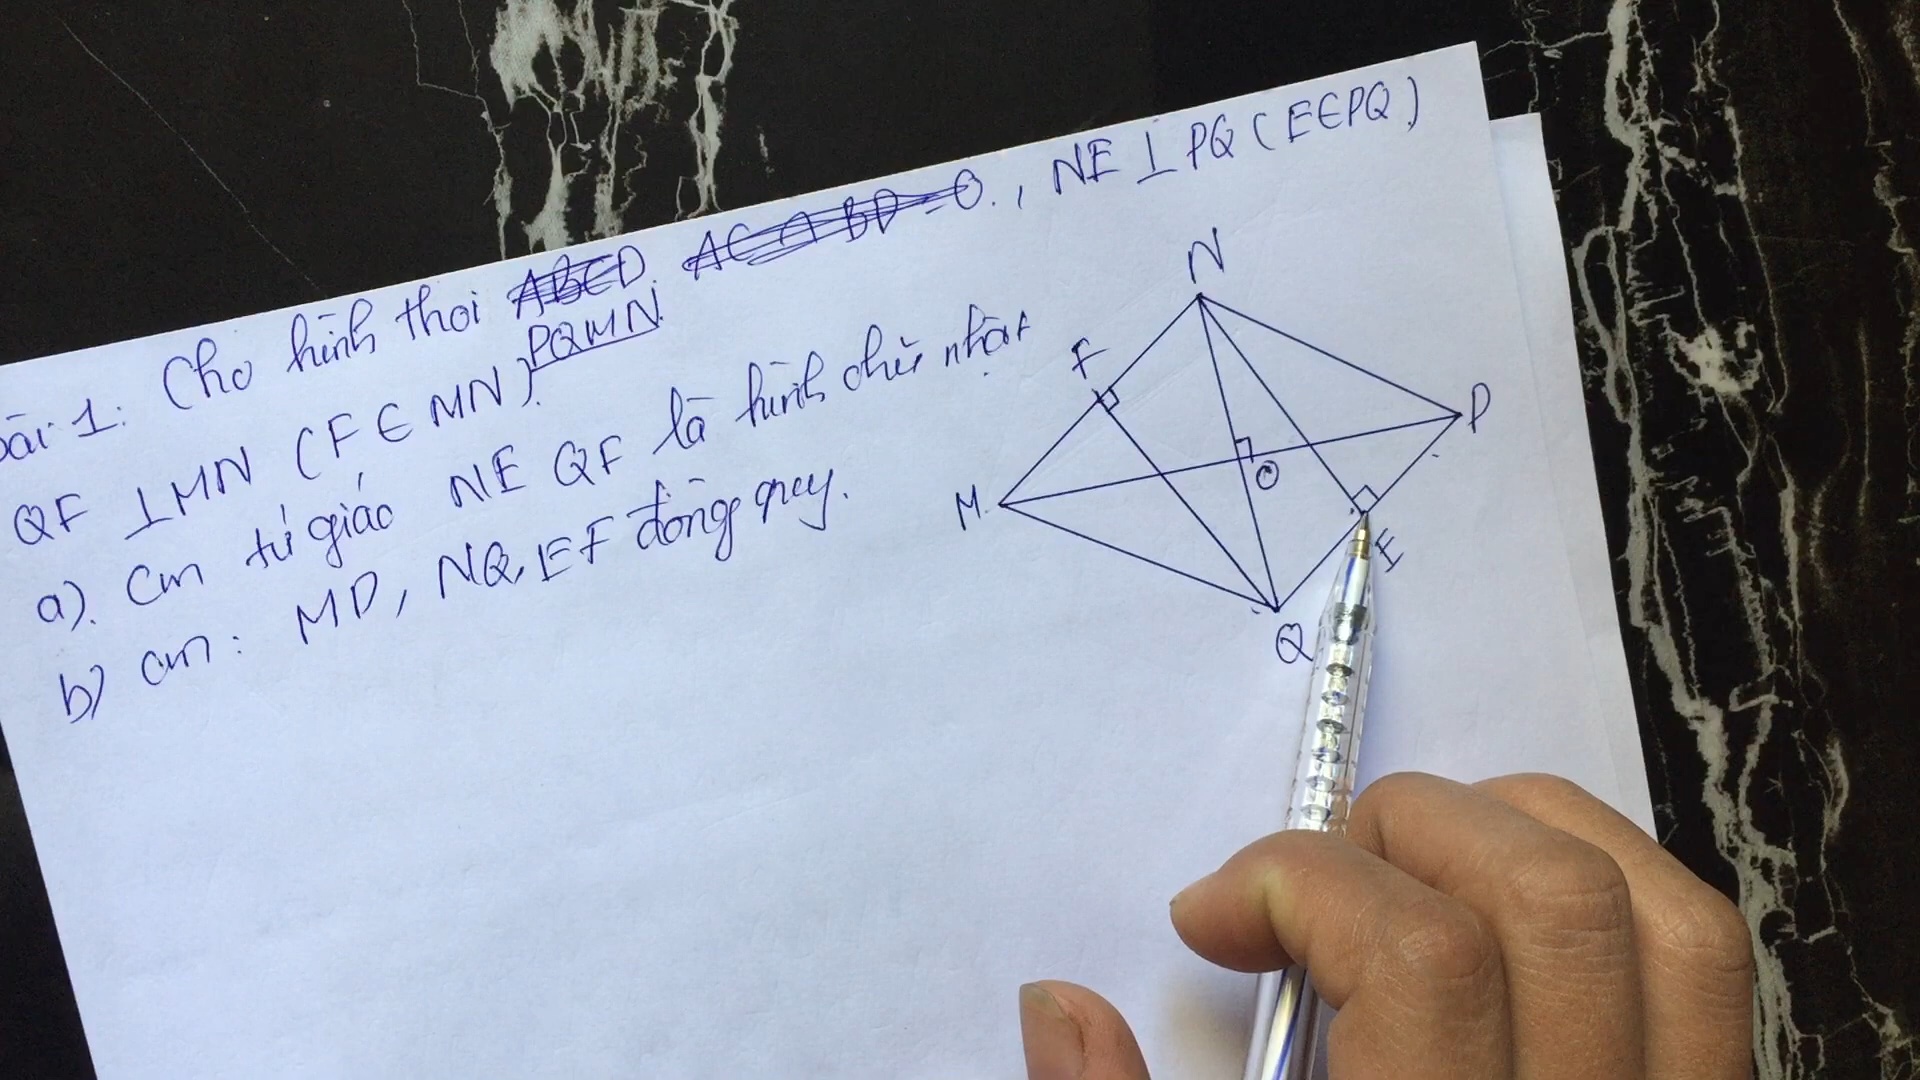 bài 1: Cho hình thoi ABCD. AC ∩ BD = O., NE ⊥ PQ (E∈PQ)
PQMN.
QF ⊥ MN (F ∈ MN).
a). Cm tứ giác NEQF là hình chữ nhật
b) Cm: MP, NQ, EF đồng quy.
N
F
P
O
M
E
Q